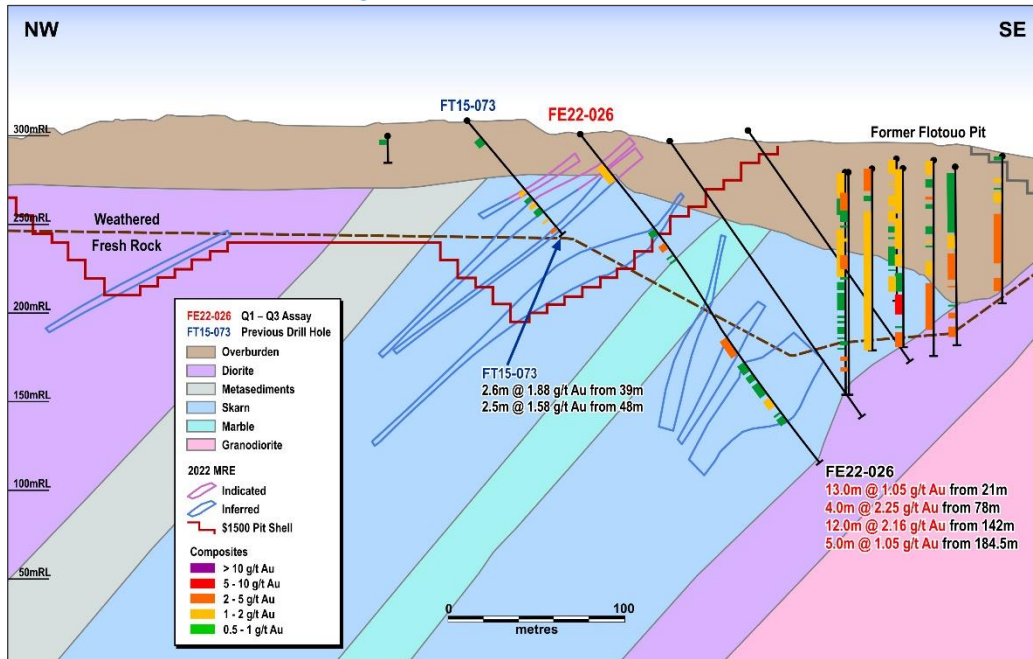 NW
SE
FT15-073
FE22-026
Former Flotouo Pit
300mRL
250mRL
200mRL
150mRL
100mRL
50mRL
Weathered
Fresh Rock
FE22-026 Q1 – Q3 Assay
FT15-073 Previous Drill Hole
Overburden
Diorite
Metasediments
Skarn
Marble
Granodiorite
2022 MRE
Indicated
Inferred
$1500 Pit Shell
Composites
> 10 g/t Au
5 - 10 g/t Au
2 - 5 g/t Au
1 - 2 g/t Au
0.5 - 1 g/t Au
FT15-073
2.6m @ 1.88 g/t Au from 39m
2.5m @ 1.58 g/t Au from 48m
FE22-026
13.0m @ 1.05 g/t Au from 21m
4.0m @ 2.25 g/t Au from 78m
12.0m @ 2.16 g/t Au from 142m
5.0m @ 1.05 g/t Au from 184.5m
0 100
metres